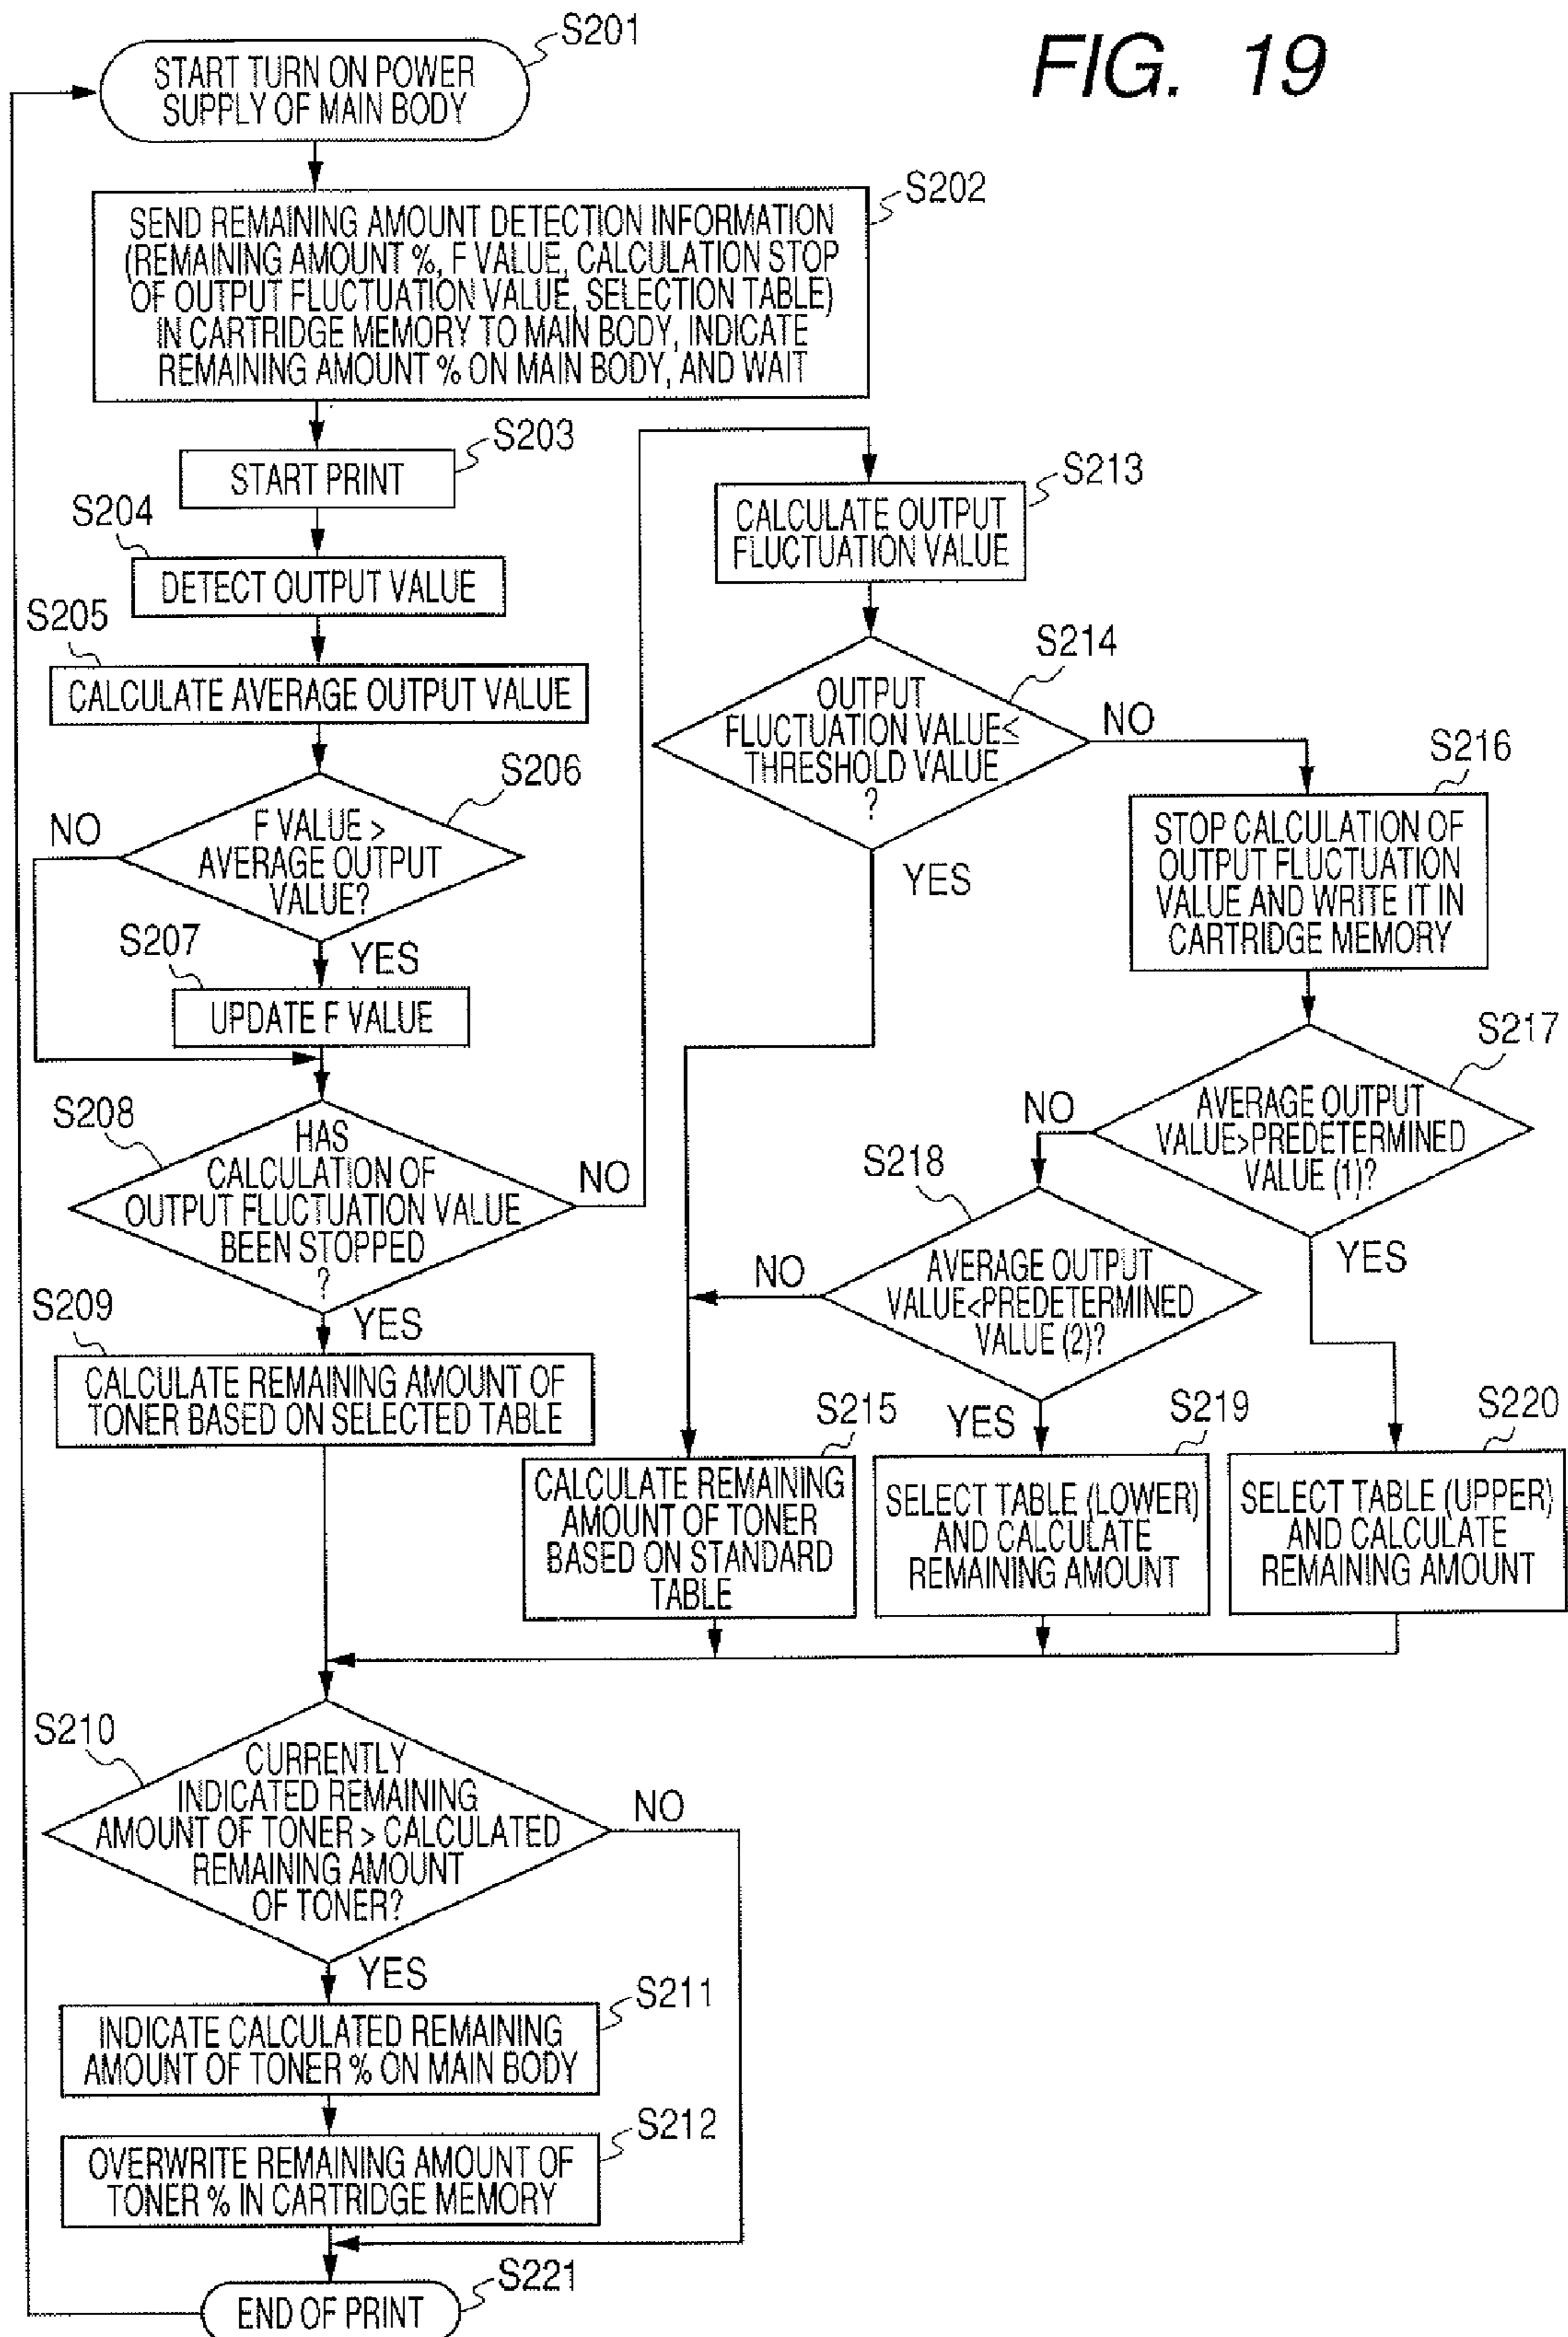 FIG. 19
S201
START TURN ON POWER
SUPPLY OF MAIN BODY
S202
SEND REMAINING AMOUNT DETECTION INFORMATION
(REMAINING AMOUNT %, F VALUE, CALCULATION STOP
OF OUTPUT FLUCTUATION VALUE, SELECTION TABLE)
IN CARTRIDGE MEMORY TO MAIN BODY, INDICATE
REMAINING AMOUNT % ON MAIN BODY, AND WAIT
S203
START PRINT
S204
DETECT OUTPUT VALUE
S205
CALCULATE AVERAGE OUTPUT VALUE
S206
F VALUE >
AVERAGE OUTPUT
VALUE?
NO
YES
S207
UPDATE F VALUE
S208
HAS
CALCULATION OF
OUTPUT FLUCTUATION VALUE
BEEN STOPPED
?
NO
YES
S209
CALCULATE REMAINING AMOUNT OF
TONER BASED ON SELECTED TABLE
S213
CALCULATE OUTPUT
FLUCTUATION VALUE
S214
OUTPUT
FLUCTUATION VALUE≤
THRESHOLD VALUE
?
NO
YES
S216
STOP CALCULATION OF
OUTPUT FLUCTUATION
VALUE AND WRITE IT IN
CARTRIDGE MEMORY
S217
AVERAGE OUTPUT
VALUE>PREDETERMINED
VALUE (1)?
NO
YES
S218
AVERAGE OUTPUT
VALUE<PREDETERMINED
VALUE (2)?
NO
YES
S215
CALCULATE REMAINING
AMOUNT OF TONER
BASED ON STANDARD
TABLE
S219
SELECT TABLE (LOWER)
AND CALCULATE
REMAINING AMOUNT
S220
SELECT TABLE (UPPER)
AND CALCULATE
REMAINING AMOUNT
S210
CURRENTLY
INDICATED REMAINING
AMOUNT OF TONER > CALCULATED
REMAINING AMOUNT
OF TONER?
NO
YES
S211
INDICATE CALCULATED REMAINING
AMOUNT OF TONER % ON MAIN BODY
S212
OVERWRITE REMAINING AMOUNT OF
TONER % IN CARTRIDGE MEMORY
S221
END OF PRINT